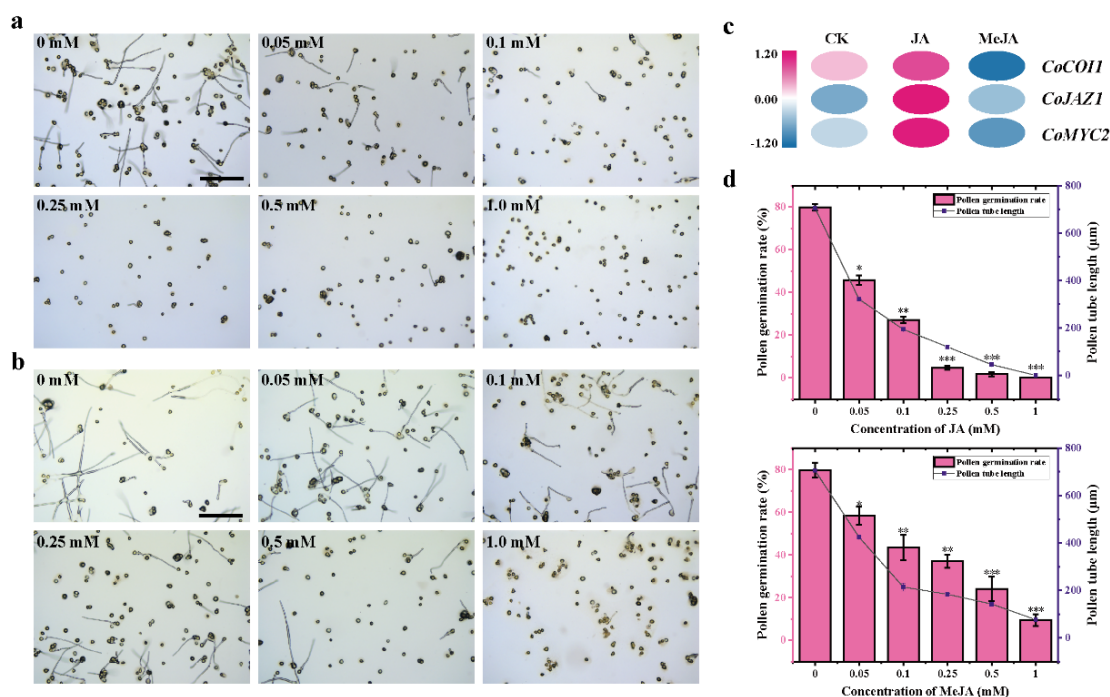 a
0 mM
0.05 mM
0.1 mM
0.25 mM
0.5 mM
1.0 mM
b
0 mM
0.05 mM
0.1 mM
0.25 mM
0.5 mM
1.0 mM
c
CK JA MeJA
1.20
0.00
-1.20
CoCOI1
CoJAZ1
CoMYC2
d
Pollen germination rate (%)
80
60
40
20
0
Pollen germination rate
Pollen tube length
* ** *** *** ***
800
600
400
200
0
Pollen tube length (µm)
0 0.05 0.1 0.25 0.5 1
Concentration of JA (mM)
Pollen germination rate (%)
80
60
40
20
0
Pollen germination rate
Pollen tube length
* ** ** *** ***
800
600
400
200
0
Pollen tube length (µm)
0 0.05 0.1 0.25 0.5 1
Concentration of MeJA (mM)